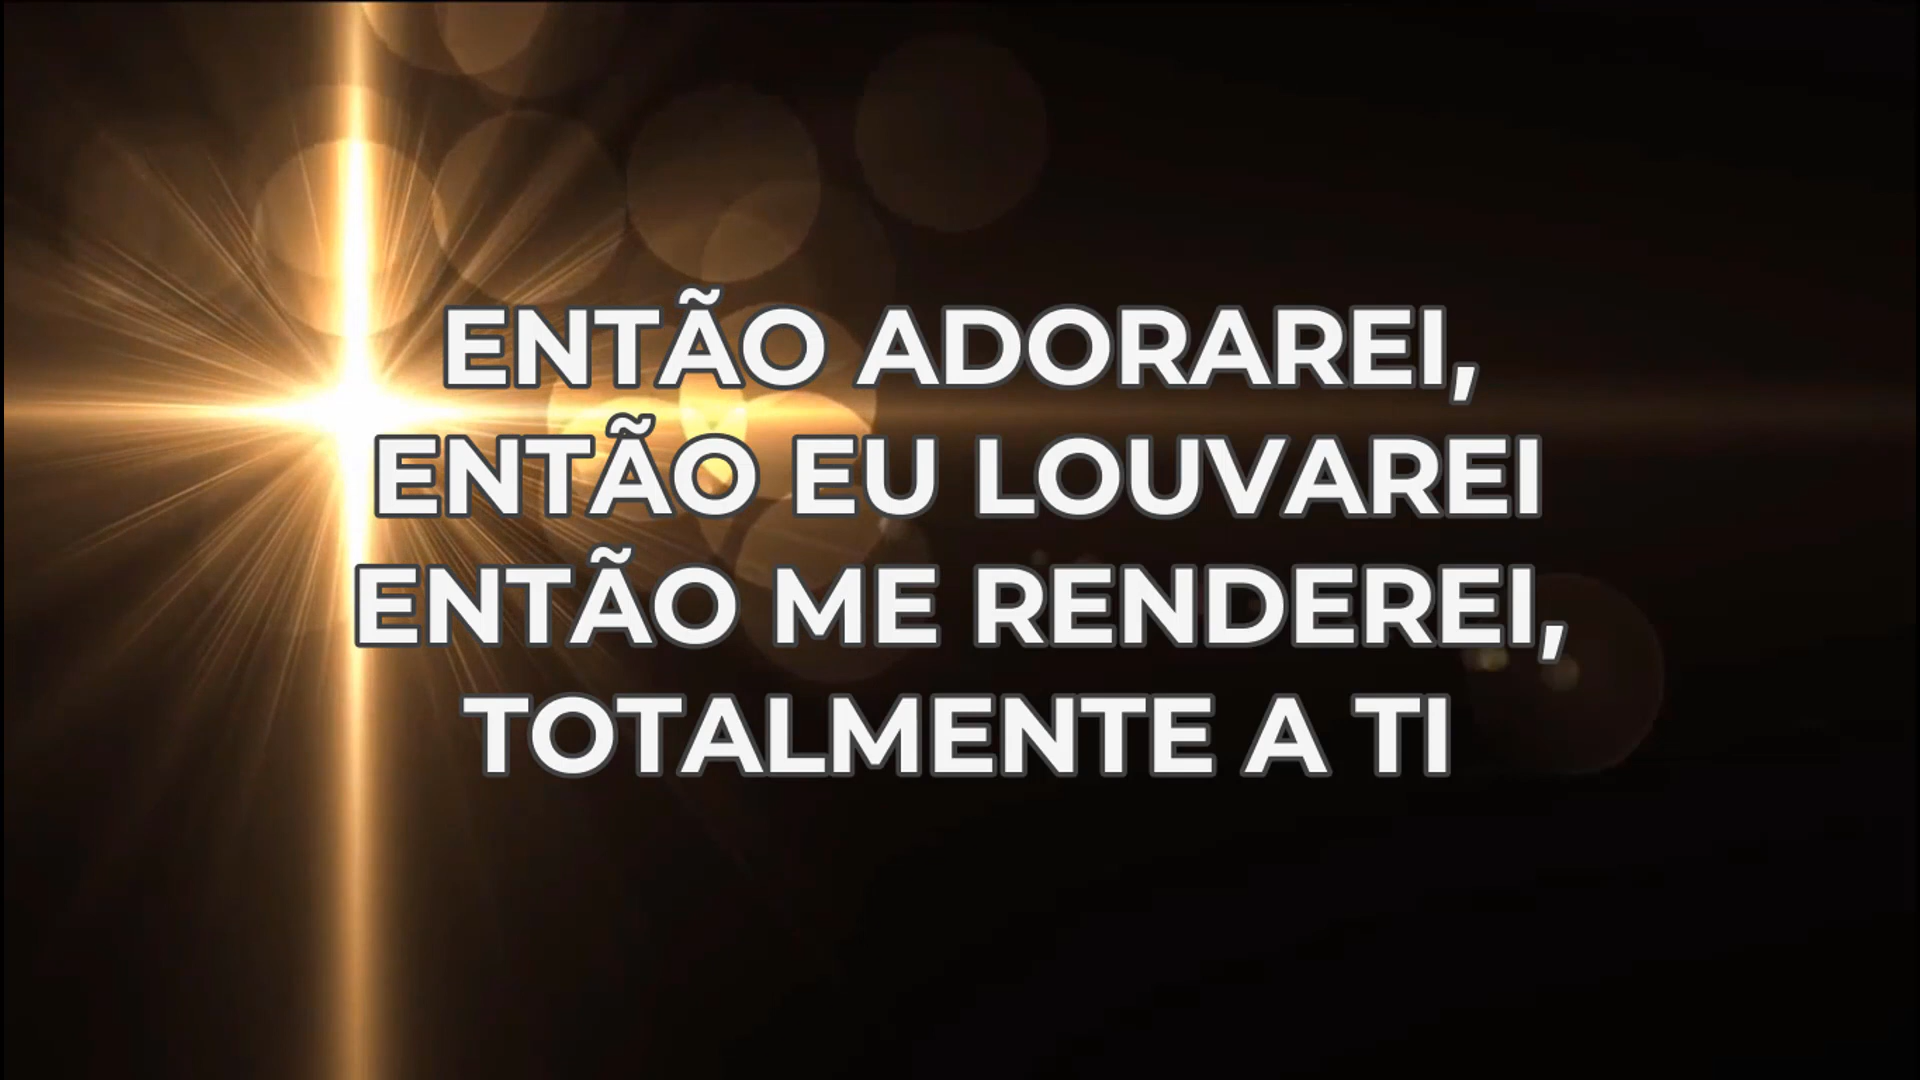 ENTÃO ADORAREI,
ENTÃO EU LOUVAREI
ENTÃO ME RENDEREI,
TOTALMENTE A TI